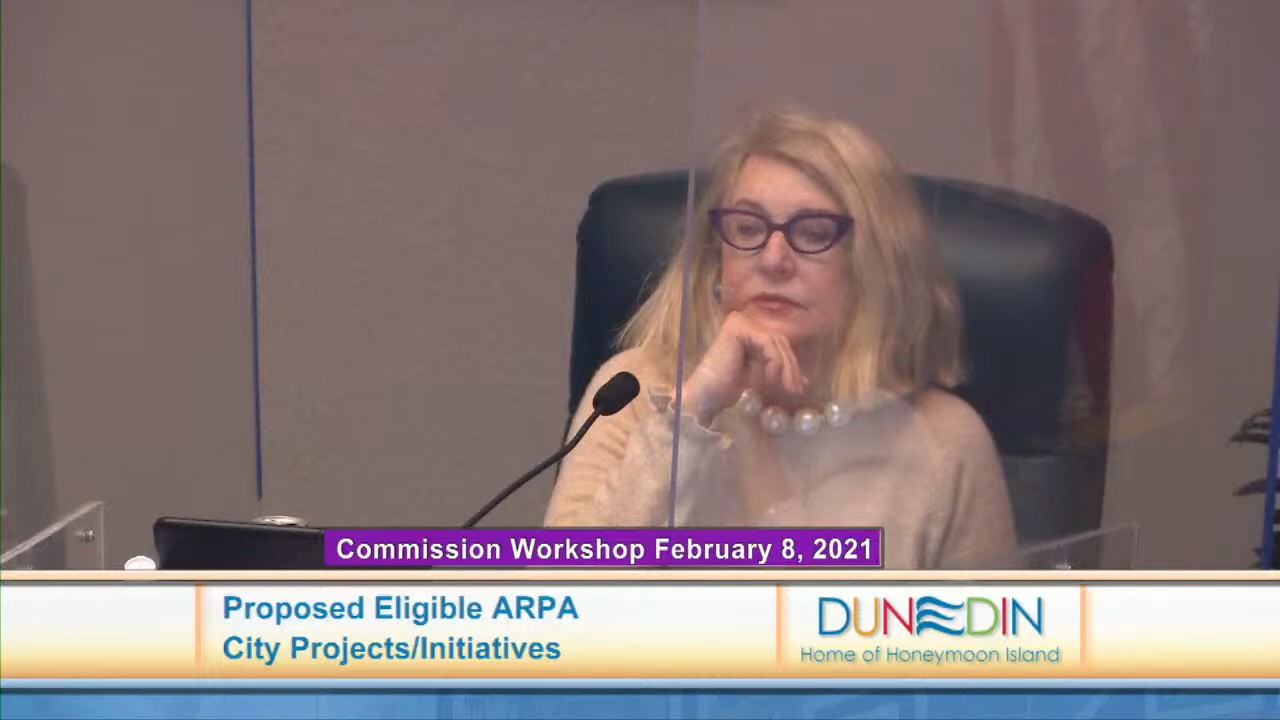 Commission Workshop February 8, 2021
Proposed Eligible ARPA
City Projects/Initiatives
DUNEDIN
Home of Honeymoon Island